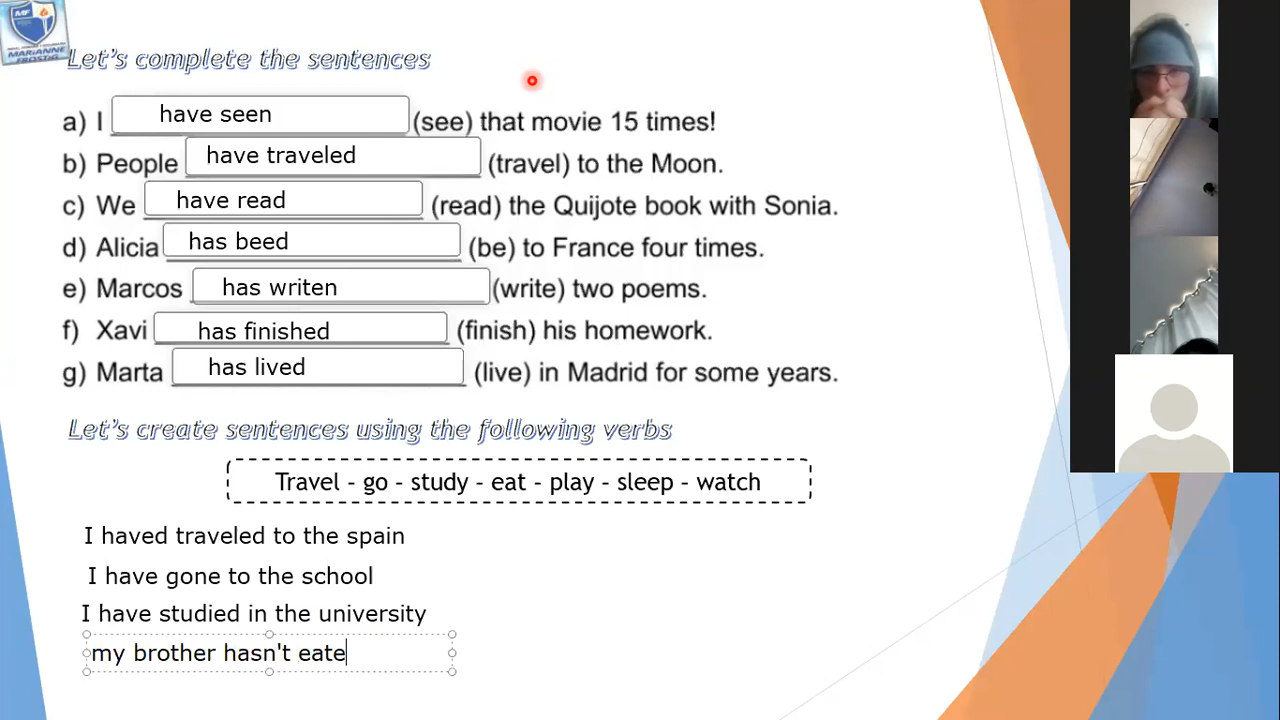 MF
MARIANNE
FROSTIG
Let's complete the sentences
a) I have seen (see) that movie 15 times!
b) People have traveled (travel) to the Moon.
c) We have read (read) the Quijote book with Sonia.
d) Alicia has beed (be) to France four times.
e) Marcos has writen (write) two poems.
f) Xavi has finished (finish) his homework.
g) Marta has lived (live) in Madrid for some years.
Let's create sentences using the following verbs
Travel - go - study - eat - play - sleep - watch
I haved traveled to the spain
I have gone to the school
I have studied in the university
my brother hasn't eate